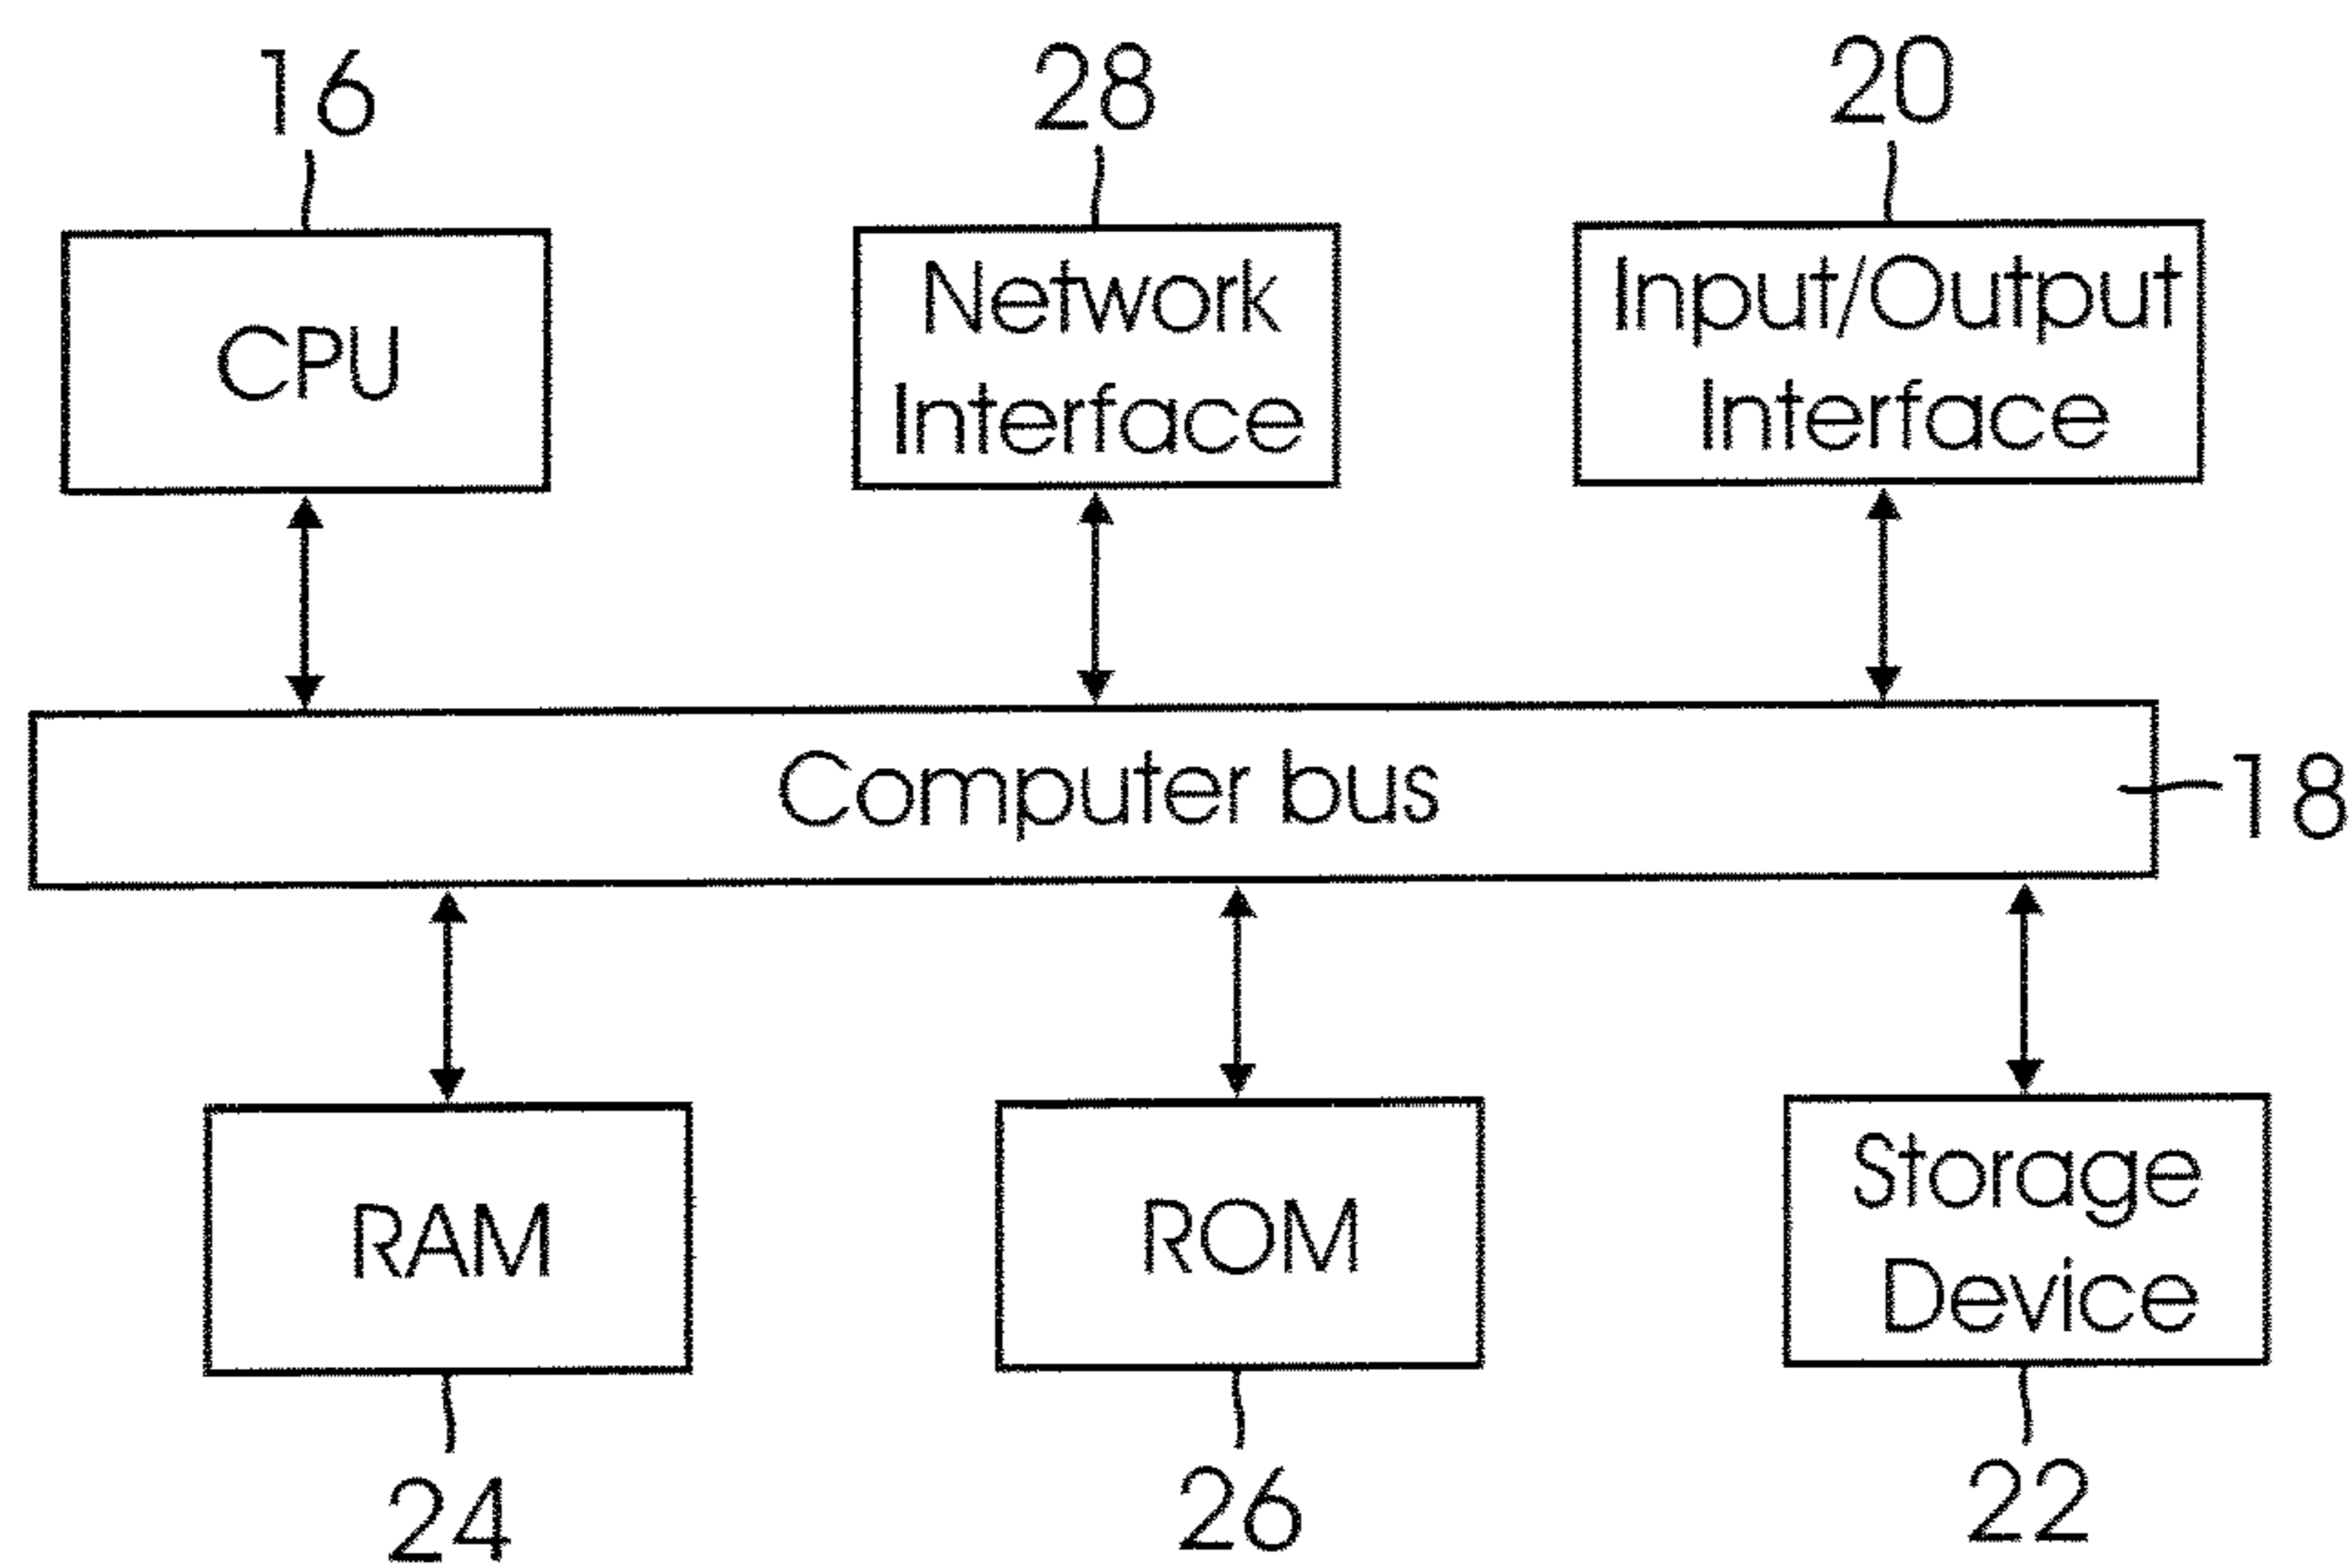 16
28
20
CPU
Network
Interface
Input/Output
Interface
Computer bus
18
RAM
ROM
Storage
Device
24
26
22